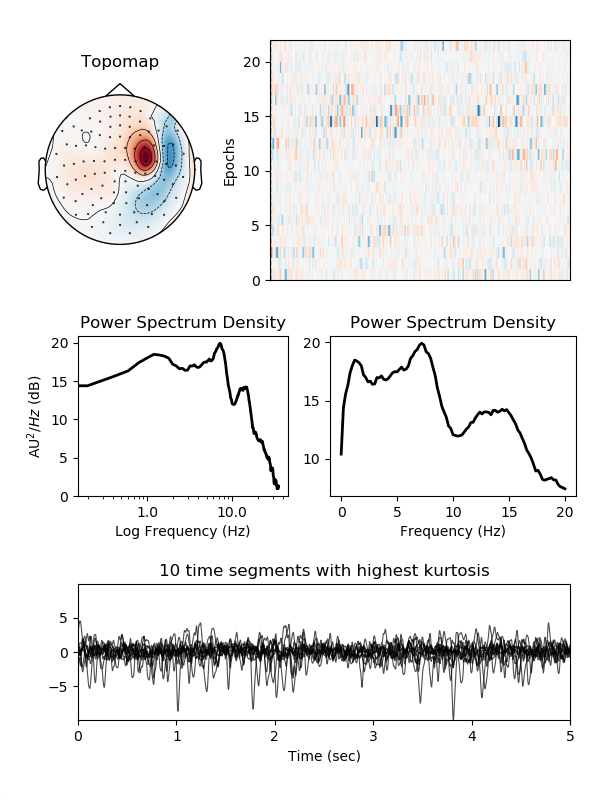 Topomap
Epochs
20
15
10
5
0
Power Spectrum Density
AU²/Hz (dB)
20
15
10
5
0
1.0 10.0
Log Frequency (Hz)
Power Spectrum Density
20
15
10
0 5 10 15 20
Frequency (Hz)
10 time segments with highest kurtosis
5
0
−5
0 1 2 3 4 5
Time (sec)